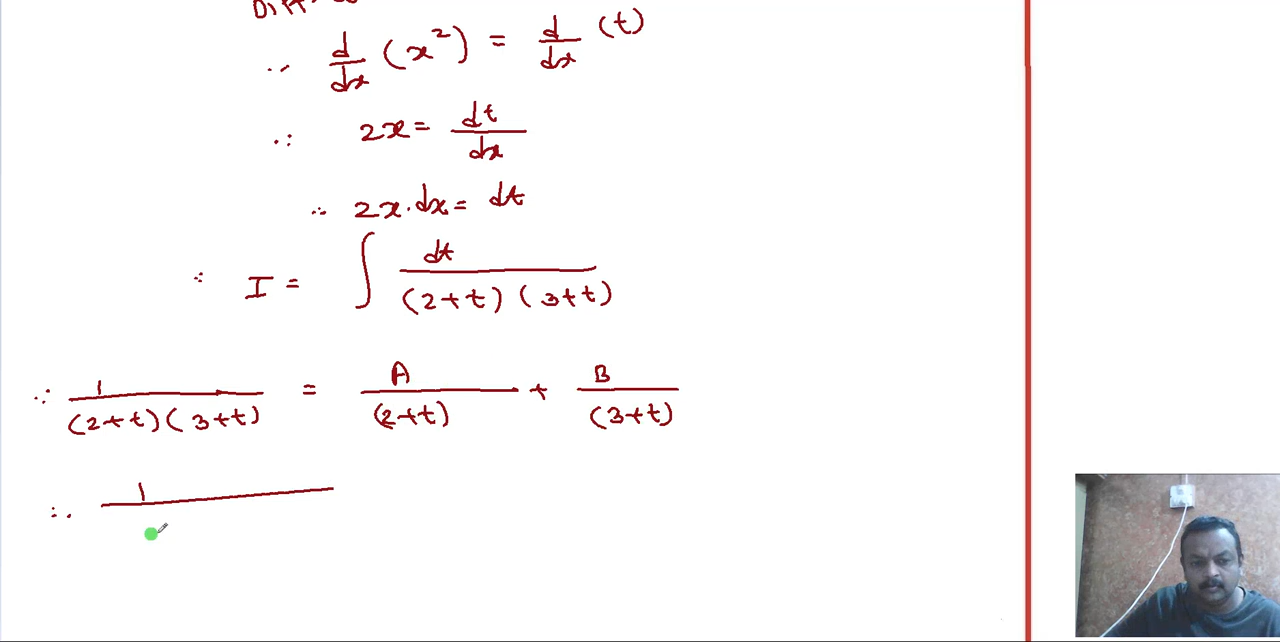 ∵ d/dx (x²) = d/dx (t)
∴ 2x = dt/dx
∴ 2x.dx = dt
∵ I = ∫ dt/(2+t)(3+t)
∵ 1/(2+t)(3+t) = A/(2+t) + B/(3+t)
∴ 1